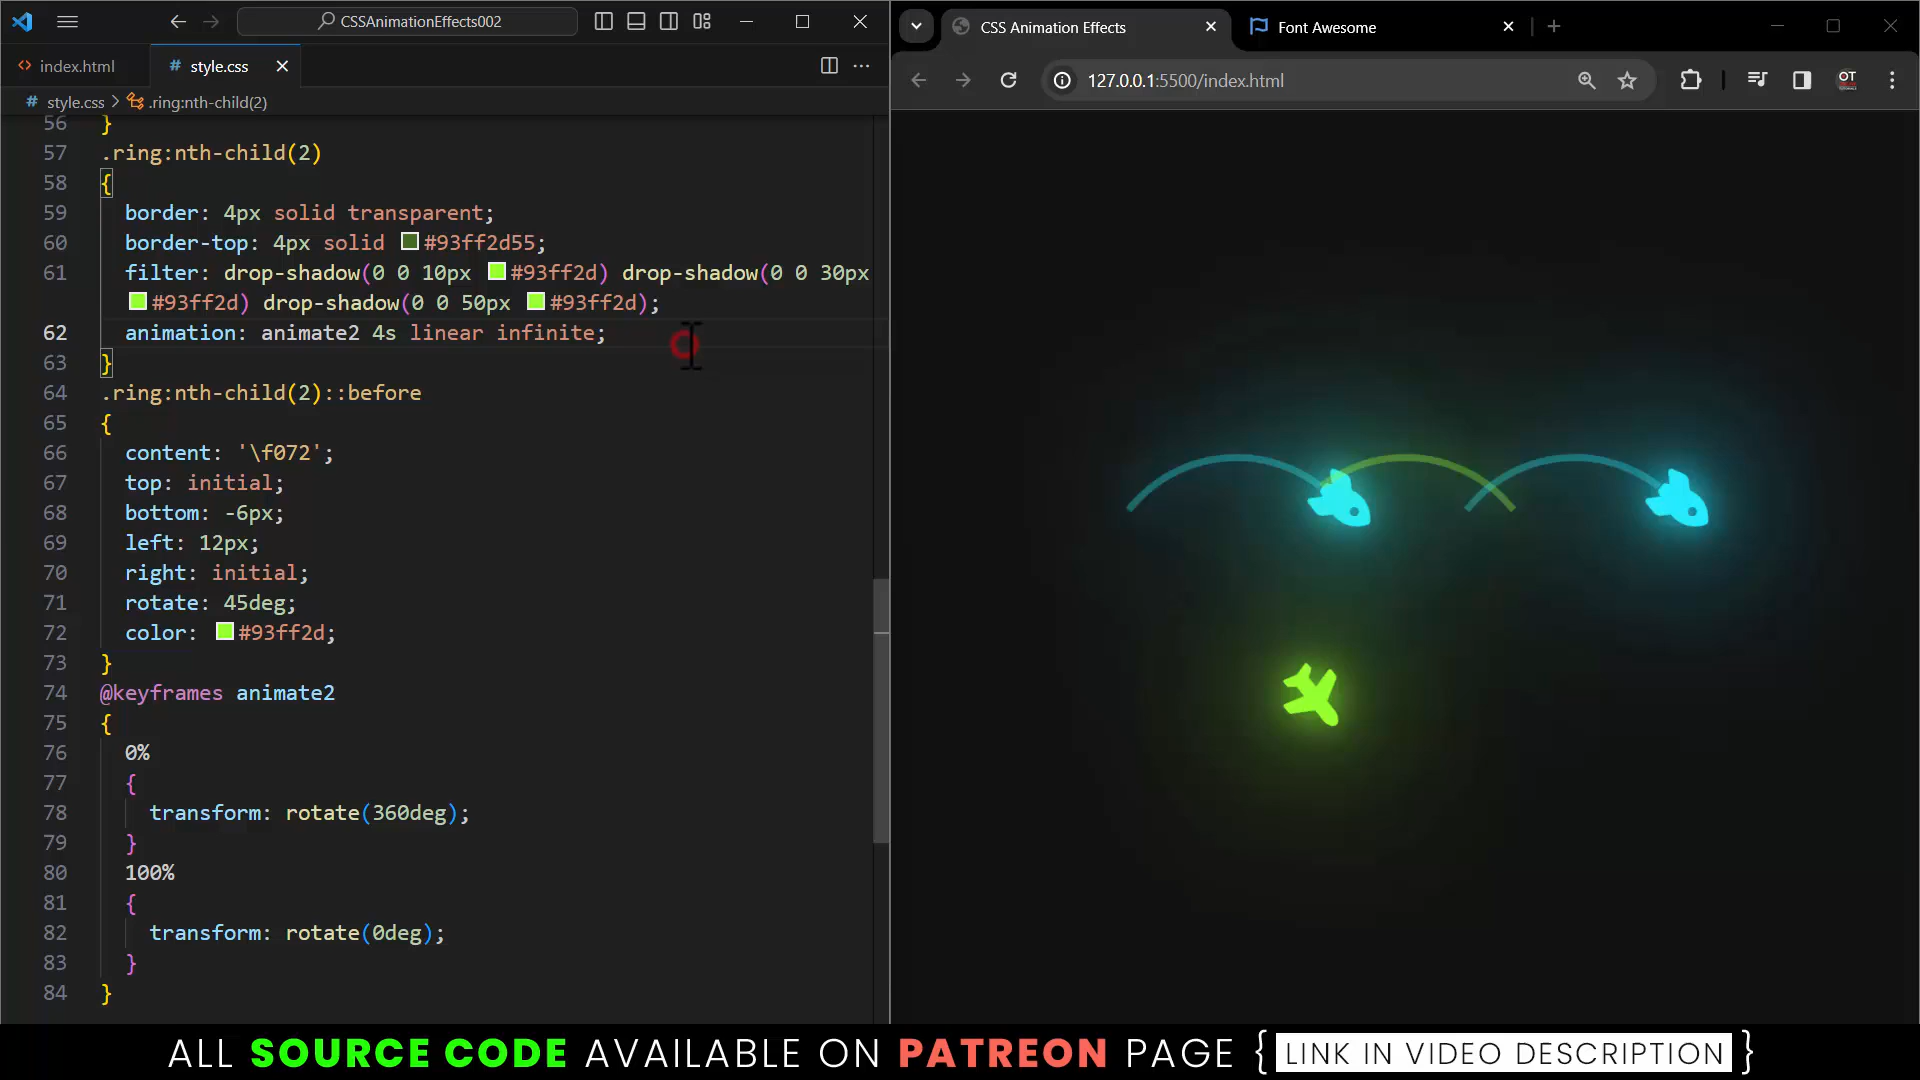 CSSAnimationEffects002
index.html
# style.css
# style.css > .ring:nth-child(2)
56 }
57 .ring:nth-child(2)
58 {
59 border: 4px solid transparent;
60 border-top: 4px solid #93ff2d55;
61 filter: drop-shadow(0 0 10px #93ff2d) drop-shadow(0 0 30px
#93ff2d) drop-shadow(0 0 50px #93ff2d);
62 animation: animate2 4s linear infinite;
63 }
64 .ring:nth-child(2)::before
65 {
66 content: '\f072';
67 top: initial;
68 bottom: -6px;
69 left: 12px;
70 right: initial;
71 rotate: 45deg;
72 color: #93ff2d;
73 }
74 @keyframes animate2
75 {
76 0%
77 {
78 transform: rotate(360deg);
79 }
80 100%
81 {
82 transform: rotate(0deg);
83 }
84 }
CSS Animation Effects
Font Awesome
127.0.0.1:5500/index.html
OT
ALL SOURCE CODE AVAILABLE ON PATREON PAGE { LINK IN VIDEO DESCRIPTION }